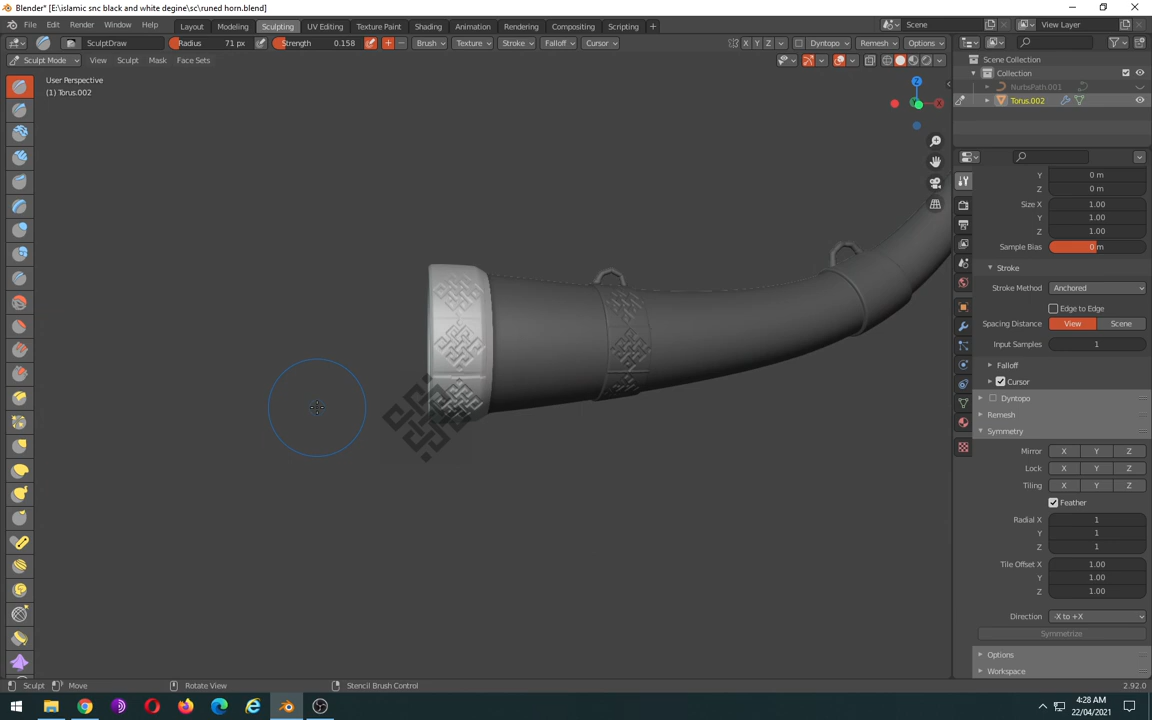 Blender* [E:\islamic snc black and white degine\sc\runed horn.blend]
File Edit Render Window Help Layout Modeling Sculpting UV Editing Texture Paint Shading Animation Rendering Compositing Scripting + Scene View Layer
SculptDraw Radius 71 px Strength 0.158 Brush Texture Stroke Falloff Cursor X Y Z Dyntopo Remesh Options
Sculpt Mode View Sculpt Mask Face Sets
User Perspective
(1) Torus.002
Z
X
Scene Collection
Collection
NurbsPath.001
Torus.002
Y 0 m
Z 0 m
Size X 1.00
Y 1.00
Z 1.00
Sample Bias 0 m
Stroke
Stroke Method Anchored
Edge to Edge
Spacing Distance View Scene
Input Samples 1
Falloff
Cursor
Dyntopo
Remesh
Symmetry
Mirror X Y Z
Lock X Y Z
Tiling X Y Z
Feather
Radial X 1
Y 1
Z 1
Tile Offset X 1.00
Y 1.00
Z 1.00
Direction -X to +X
Symmetrize
Options
Workspace
Sculpt Move Rotate View Stencil Brush Control 2.92.0
4:28 AM
22/04/2021